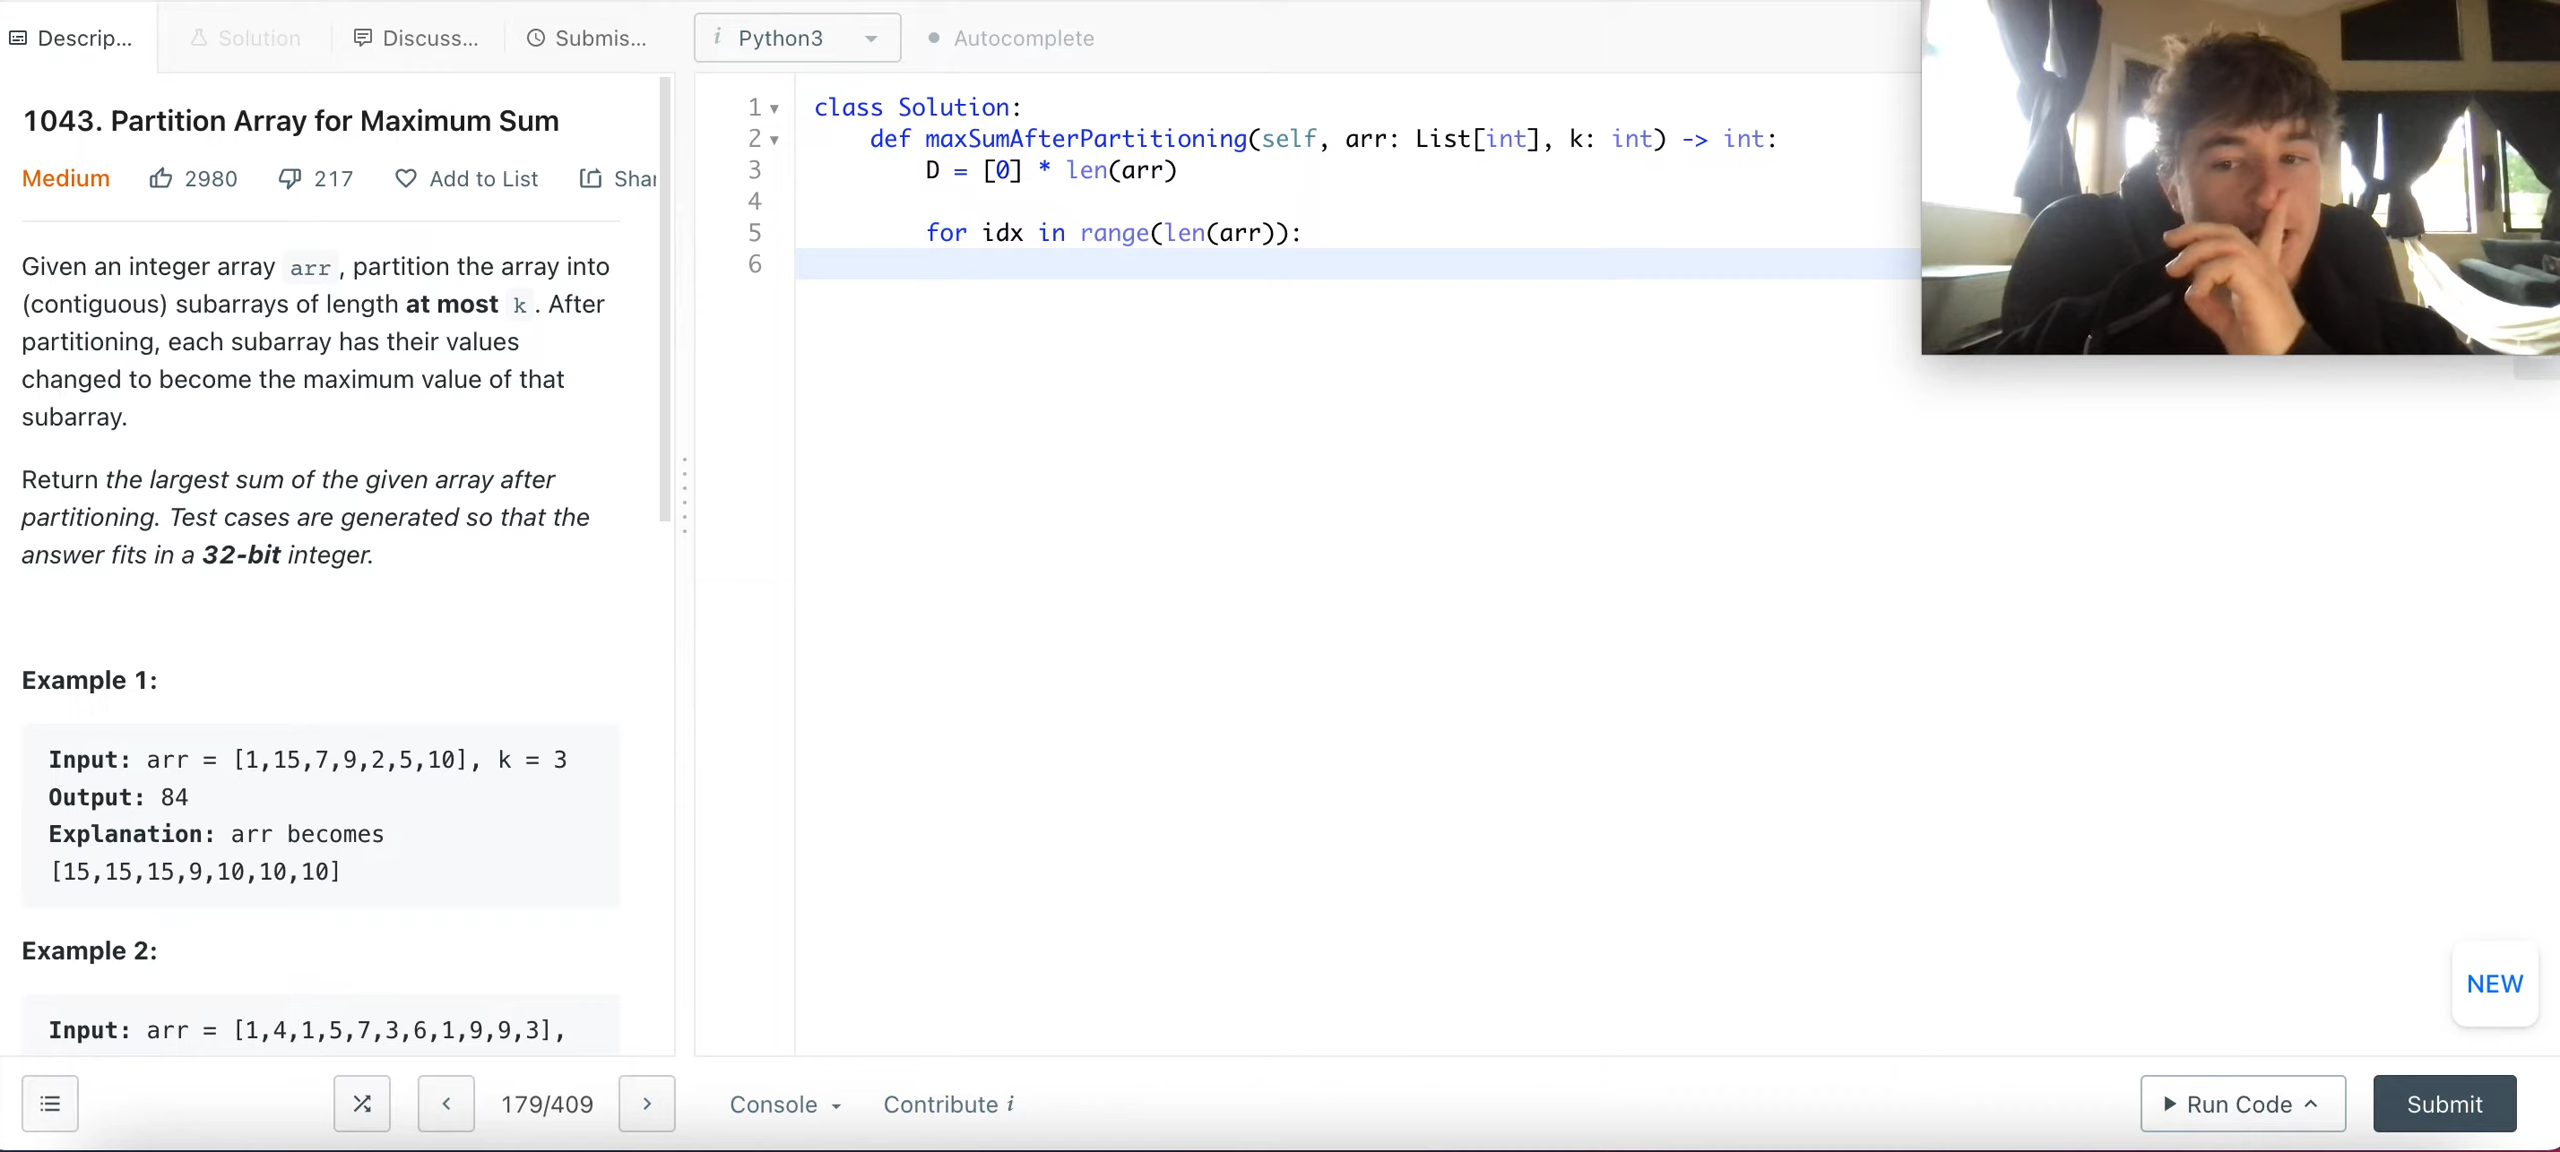 Descrip...
Solution
Discuss...
Submis...
i Python3
Autocomplete
1043. Partition Array for Maximum Sum
Medium 2980 217 Add to List Shar
Given an integer array arr , partition the array into
(contiguous) subarrays of length at most k . After
partitioning, each subarray has their values
changed to become the maximum value of that
subarray.
Return the largest sum of the given array after
partitioning. Test cases are generated so that the
answer fits in a 32-bit integer.
Example 1:
Input: arr = [1,15,7,9,2,5,10], k = 3
Output: 84
Explanation: arr becomes
[15,15,15,9,10,10,10]
Example 2:
Input: arr = [1,4,1,5,7,3,6,1,9,9,3],
1 class Solution:
2 def maxSumAfterPartitioning(self, arr: List[int], k: int) -> int:
3 D = [0] * len(arr)
4
5 for idx in range(len(arr)):
6
NEW
179/409
Console
Contribute i
Run Code
Submit